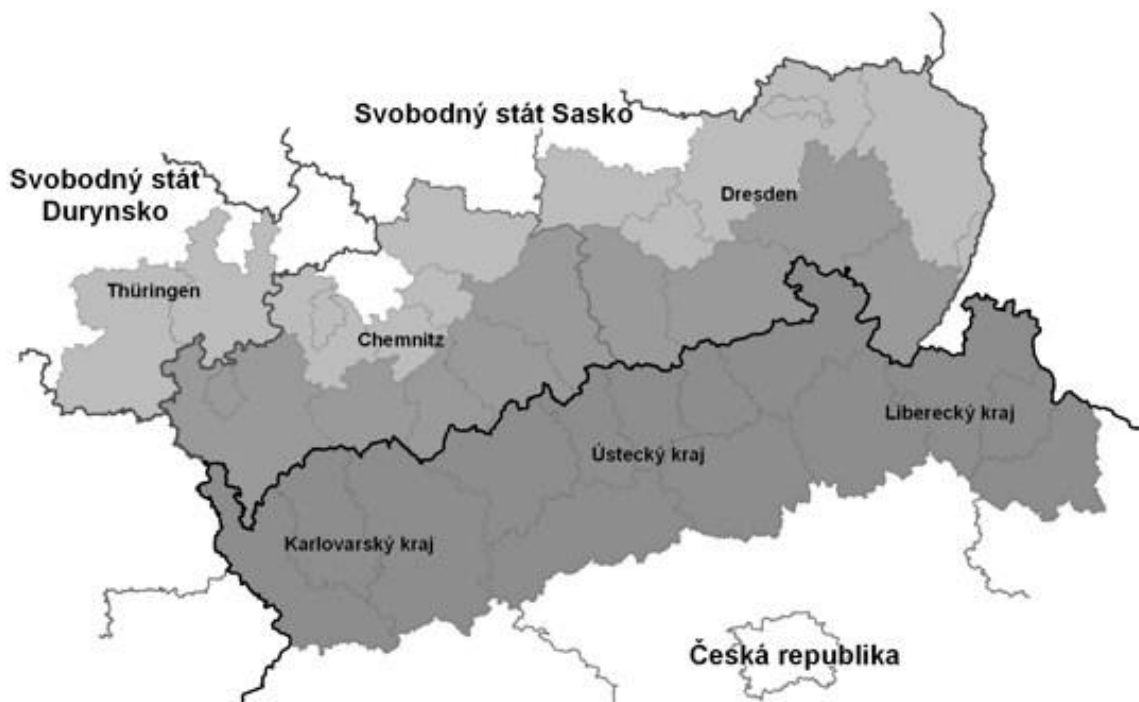 Svobodný stát Sasko
Svobodný stát
Durynsko
Dresden
Thüringen
Chemnitz
Liberecký kraj
Ústecký kraj
Karlovarský kraj
Česká republika